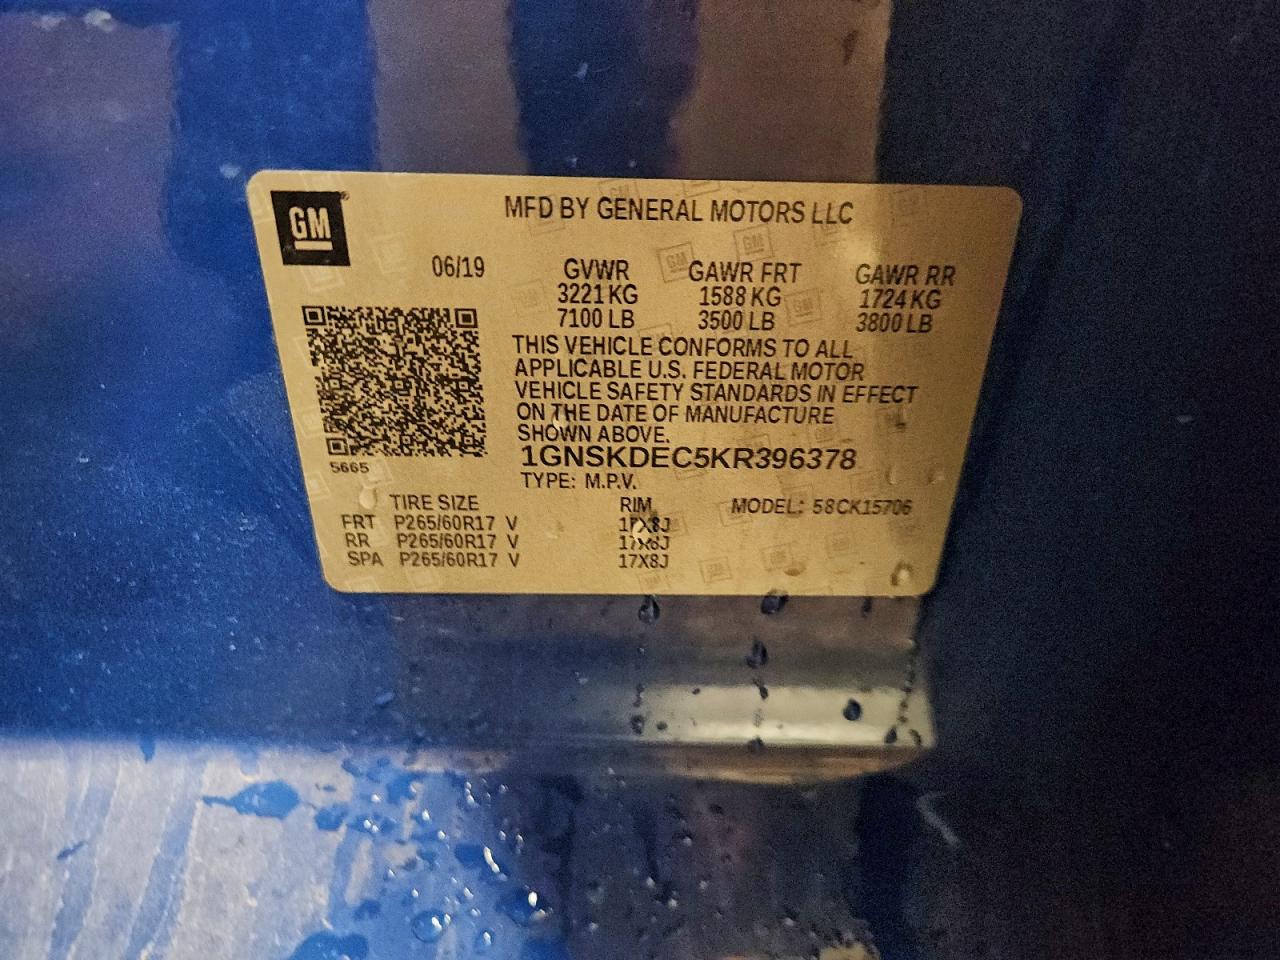 GM
MFD BY GENERAL MOTORS LLC
06/19 GVWR GAWR FRT GAWR RR
3221 KG 1588 KG 1724 KG
7100 LB 3500 LB 3800 LB
THIS VEHICLE CONFORMS TO ALL
APPLICABLE U.S. FEDERAL MOTOR
VEHICLE SAFETY STANDARDS IN EFFECT
ON THE DATE OF MANUFACTURE
SHOWN ABOVE.
1GNSKDEC5KR396378
5665
TYPE: M.P.V.
TIRE SIZE RIM MODEL: 58CK15706
FRT P265/60R17 V 17X8J
RR P265/60R17 V 17X8J
SPA P265/60R17 V 17X8J